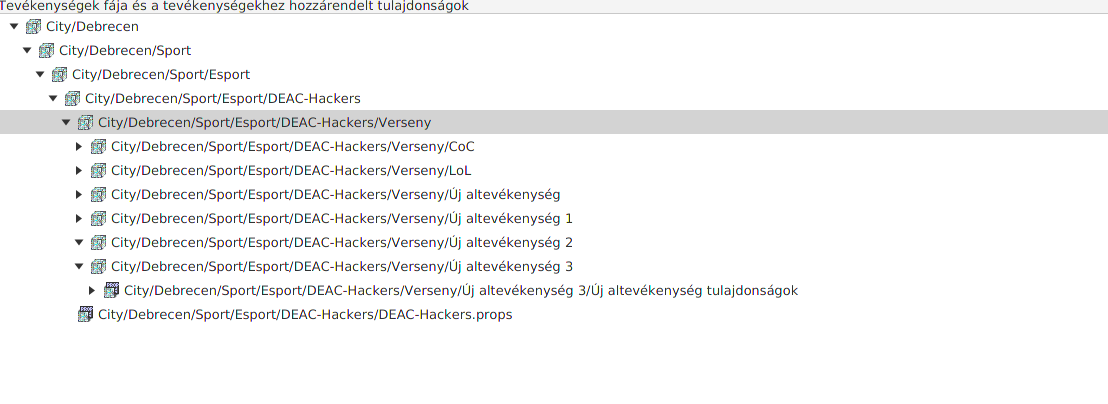 Tevékenységek fája és a tevékenységekhez hozzárendelt tulajdonságok
City/Debrecen
City/Debrecen/Sport
City/Debrecen/Sport/Esport
City/Debrecen/Sport/Esport/DEAC-Hackers
City/Debrecen/Sport/Esport/DEAC-Hackers/Verseny
City/Debrecen/Sport/Esport/DEAC-Hackers/Verseny/CoC
City/Debrecen/Sport/Esport/DEAC-Hackers/Verseny/LoL
City/Debrecen/Sport/Esport/DEAC-Hackers/Verseny/Új altevékenység
City/Debrecen/Sport/Esport/DEAC-Hackers/Verseny/Új altevékenység 1
City/Debrecen/Sport/Esport/DEAC-Hackers/Verseny/Új altevékenység 2
City/Debrecen/Sport/Esport/DEAC-Hackers/Verseny/Új altevékenység 3
City/Debrecen/Sport/Esport/DEAC-Hackers/Verseny/Új altevékenység 3/Új altevékenység tulajdonságok
City/Debrecen/Sport/Esport/DEAC-Hackers/DEAC-Hackers.props